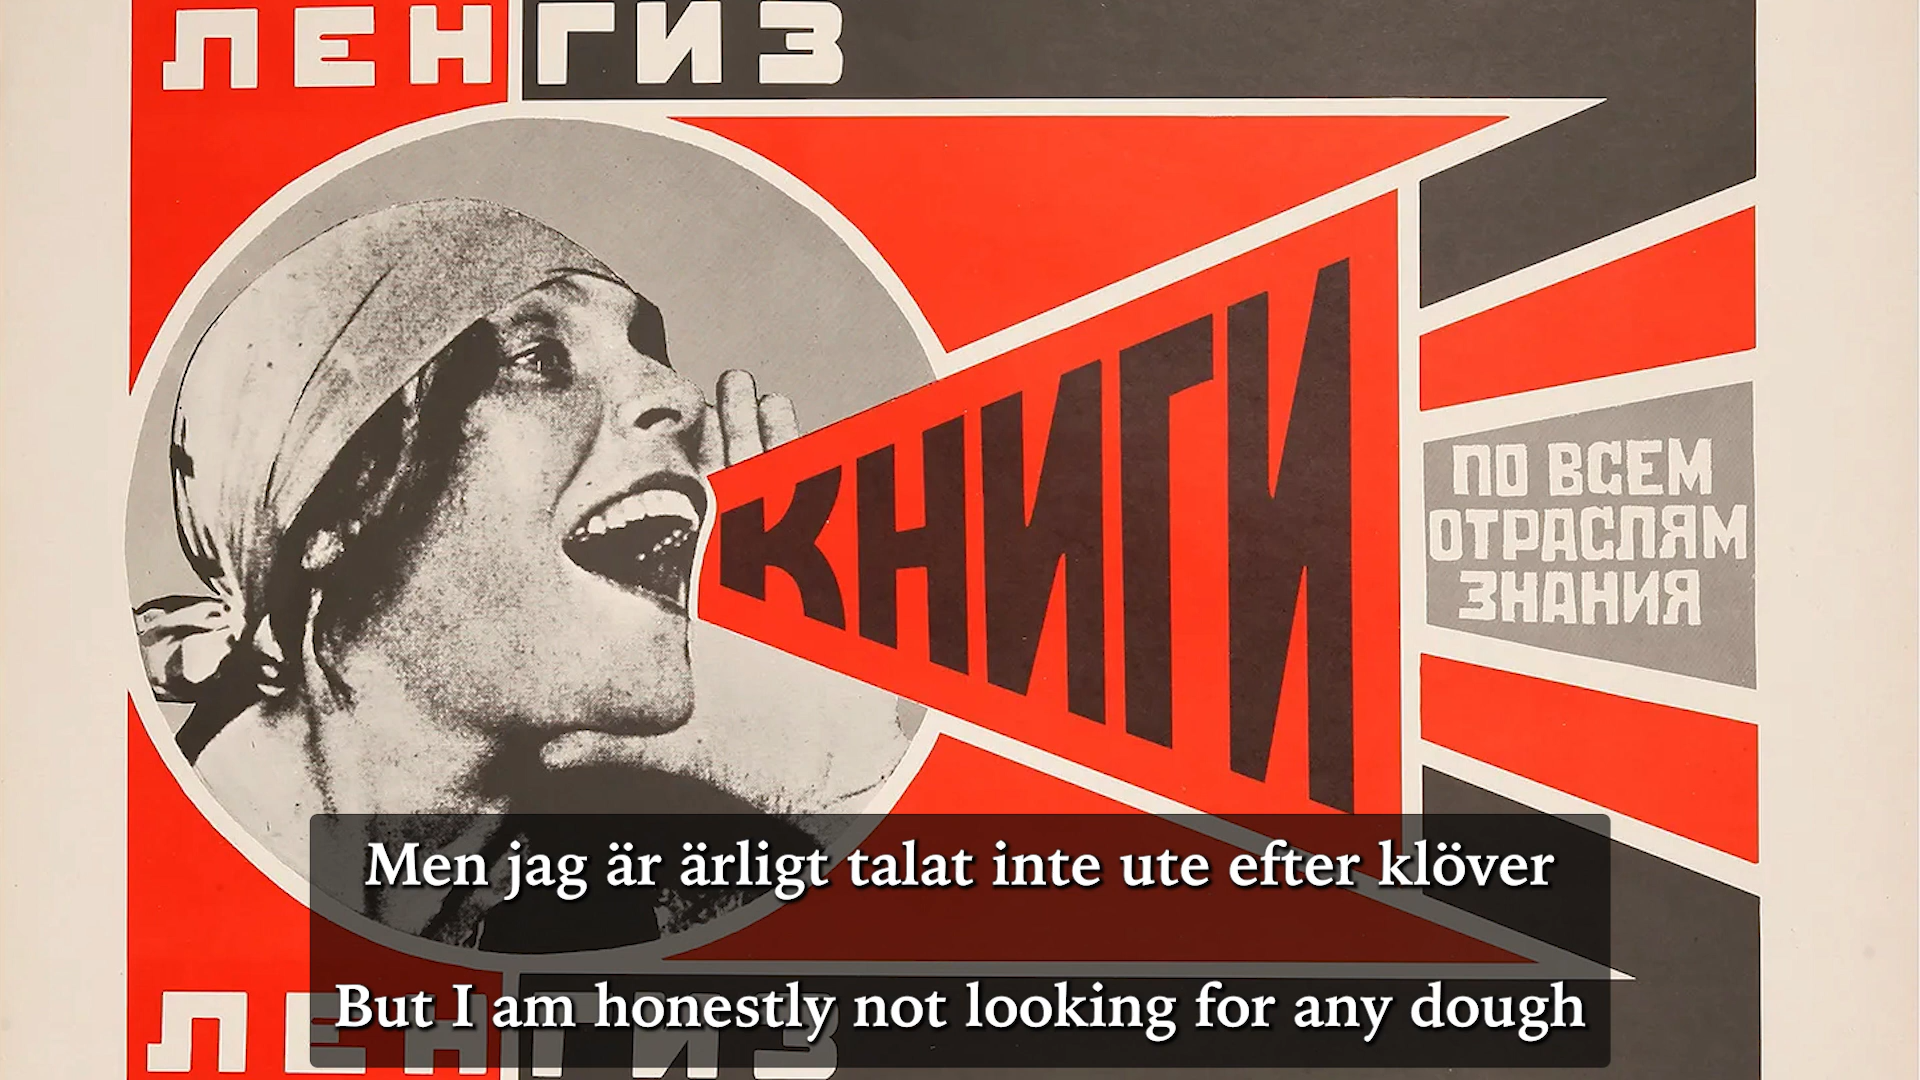 ЛЕНГИЗ
КНИГИ
ПО ВСЕМ
ОТРАСЛЯМ
ЗНАНИЯ
Men jag är ärligt talat inte ute efter klöver
But I am honestly not looking for any dough
ЛЕНГИЗ